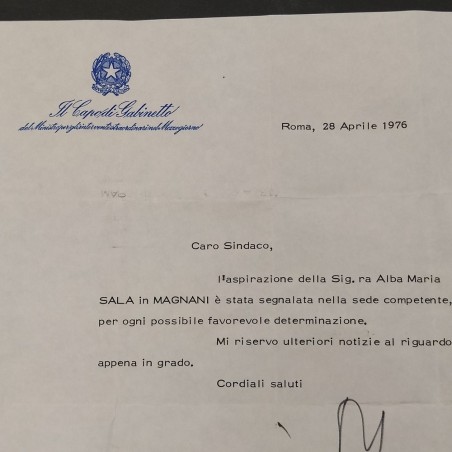 Il Capo di Gabinetto
del Ministro per gli interventi straordinari nel Mezzogiorno
Roma, 28 Aprile 1976
Caro Sindaco,
l'aspirazione della Sig. ra Alba Maria
SALA in MAGNANI è stata segnalata nella sede competente,
per ogni possibile favorevole determinazione.
Mi riservo ulteriori notizie al riguardo
appena in grado.
Cordiali saluti